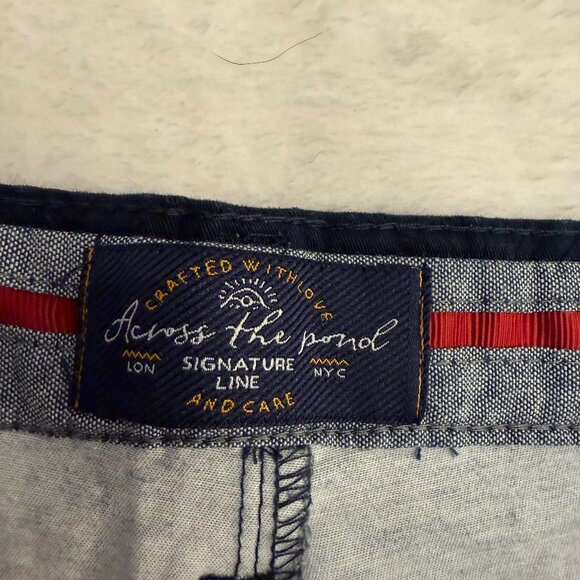 CRAFTED WITH LOVE
Across the pond
LON SIGNATURE NYC
LINE
AND CARE